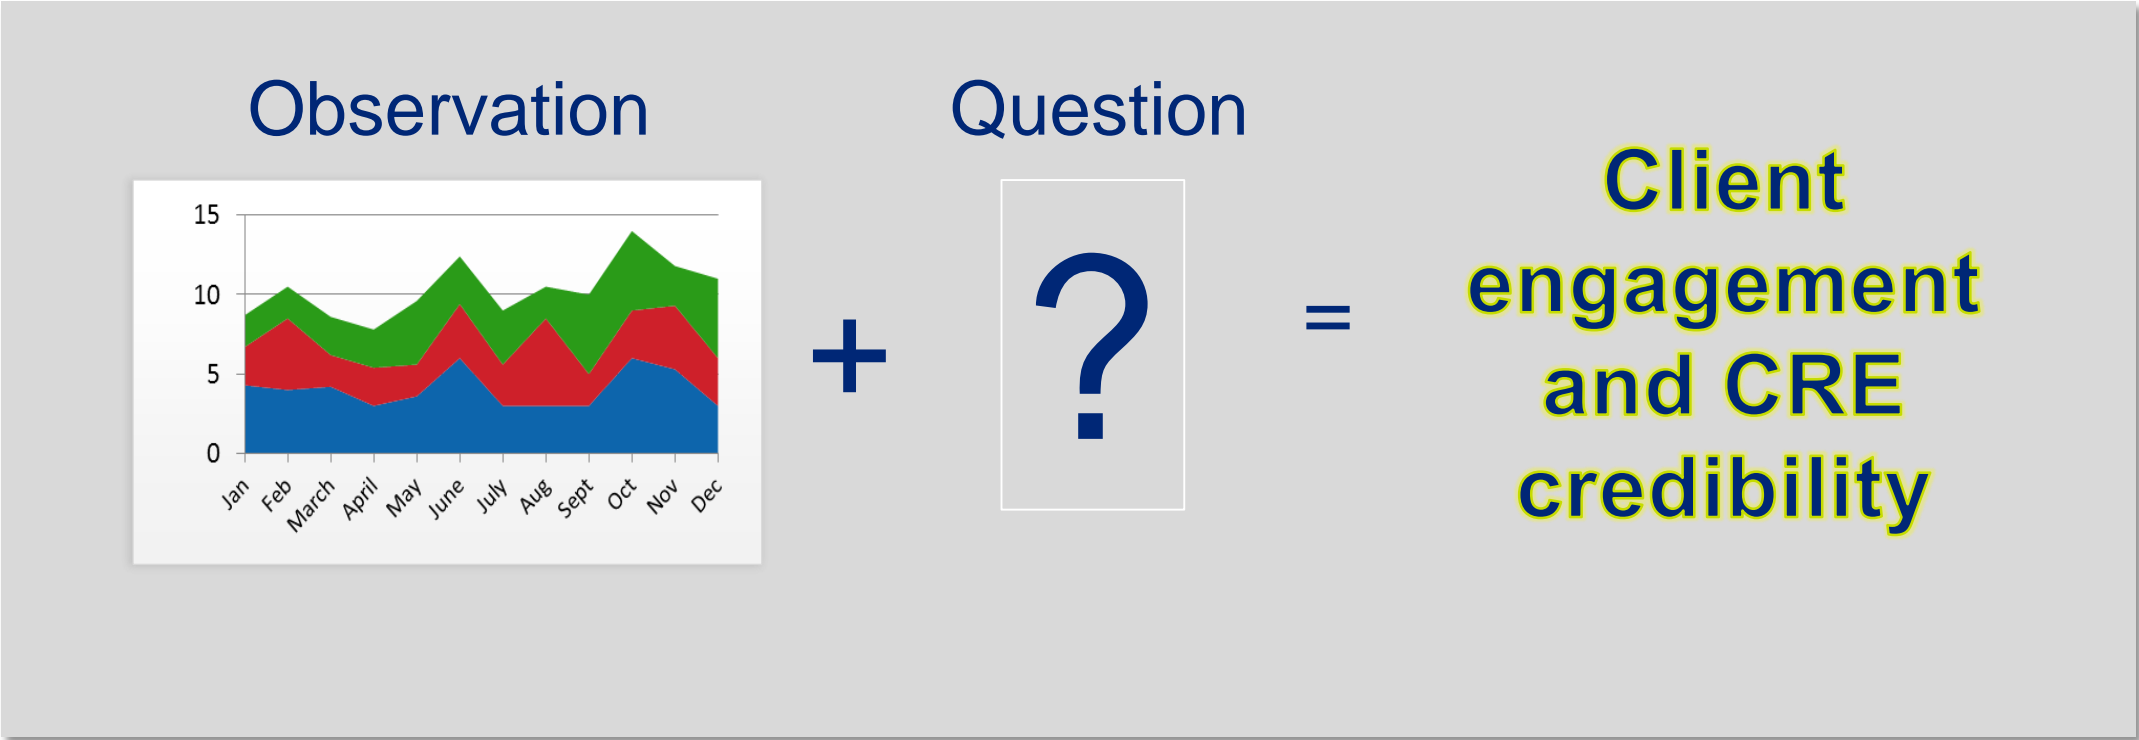 Observation
Question
15
10
5
0
Jan
Feb
March
April
May
June
July
Aug
Sept
Oct
Nov
Dec
+
?
=
Client
engagement
and CRE
credibility